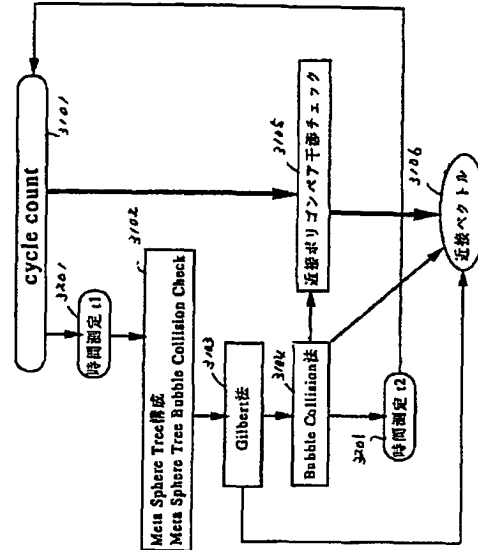 cycle count
3101
3201
時間測定 t1
3102
Meta Sphere Tree構成
Meta Sphere Tree Bubble Collision Check
3103
Gilbert法
3104
Bubble Collision法
3105
近接ポリゴンペア干渉チェック
3201
時間測定 t2
3106
近接ベクトル